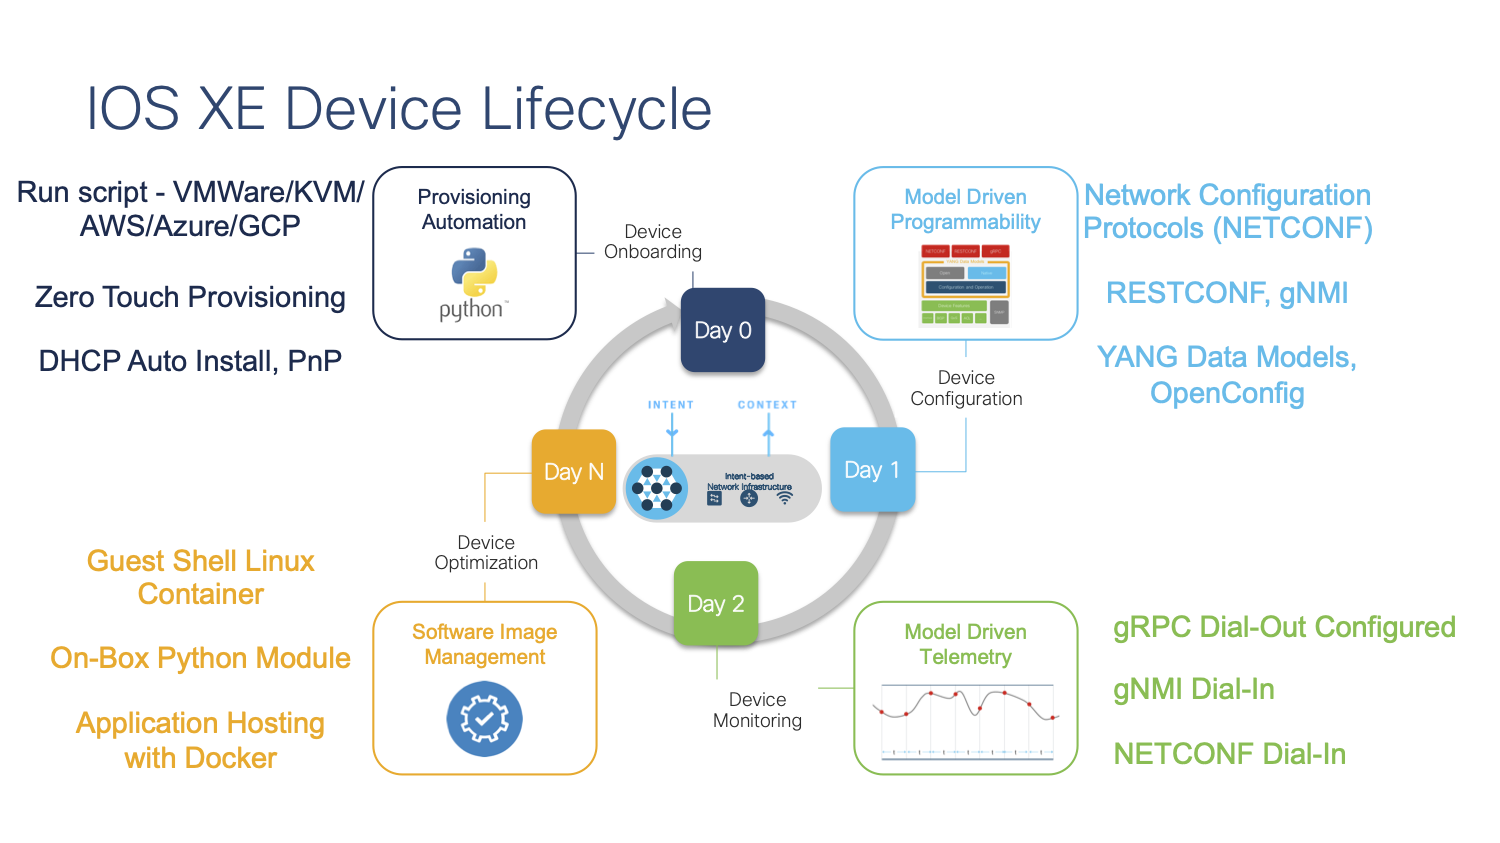 IOS XE Device Lifecycle
Run script - VMWare/KVM/
AWS/Azure/GCP
Zero Touch Provisioning
DHCP Auto Install, PnP
Provisioning
Automation
python™
Device
Onboarding
Day 0
Model Driven
Programmability
NETCONF RESTCONF gRPC
Configuration and Operation
Network Configuration
Protocols (NETCONF)
RESTCONF, gNMI
YANG Data Models,
OpenConfig
Device
Configuration
INTENT CONTEXT
Day N
Intent-based
Network Infrastructure
Day 1
Device
Optimization
Day 2
Guest Shell Linux
Container
On-Box Python Module
Application Hosting
with Docker
Software Image
Management
Device
Monitoring
Model Driven
Telemetry
gRPC Dial-Out Configured
gNMI Dial-In
NETCONF Dial-In